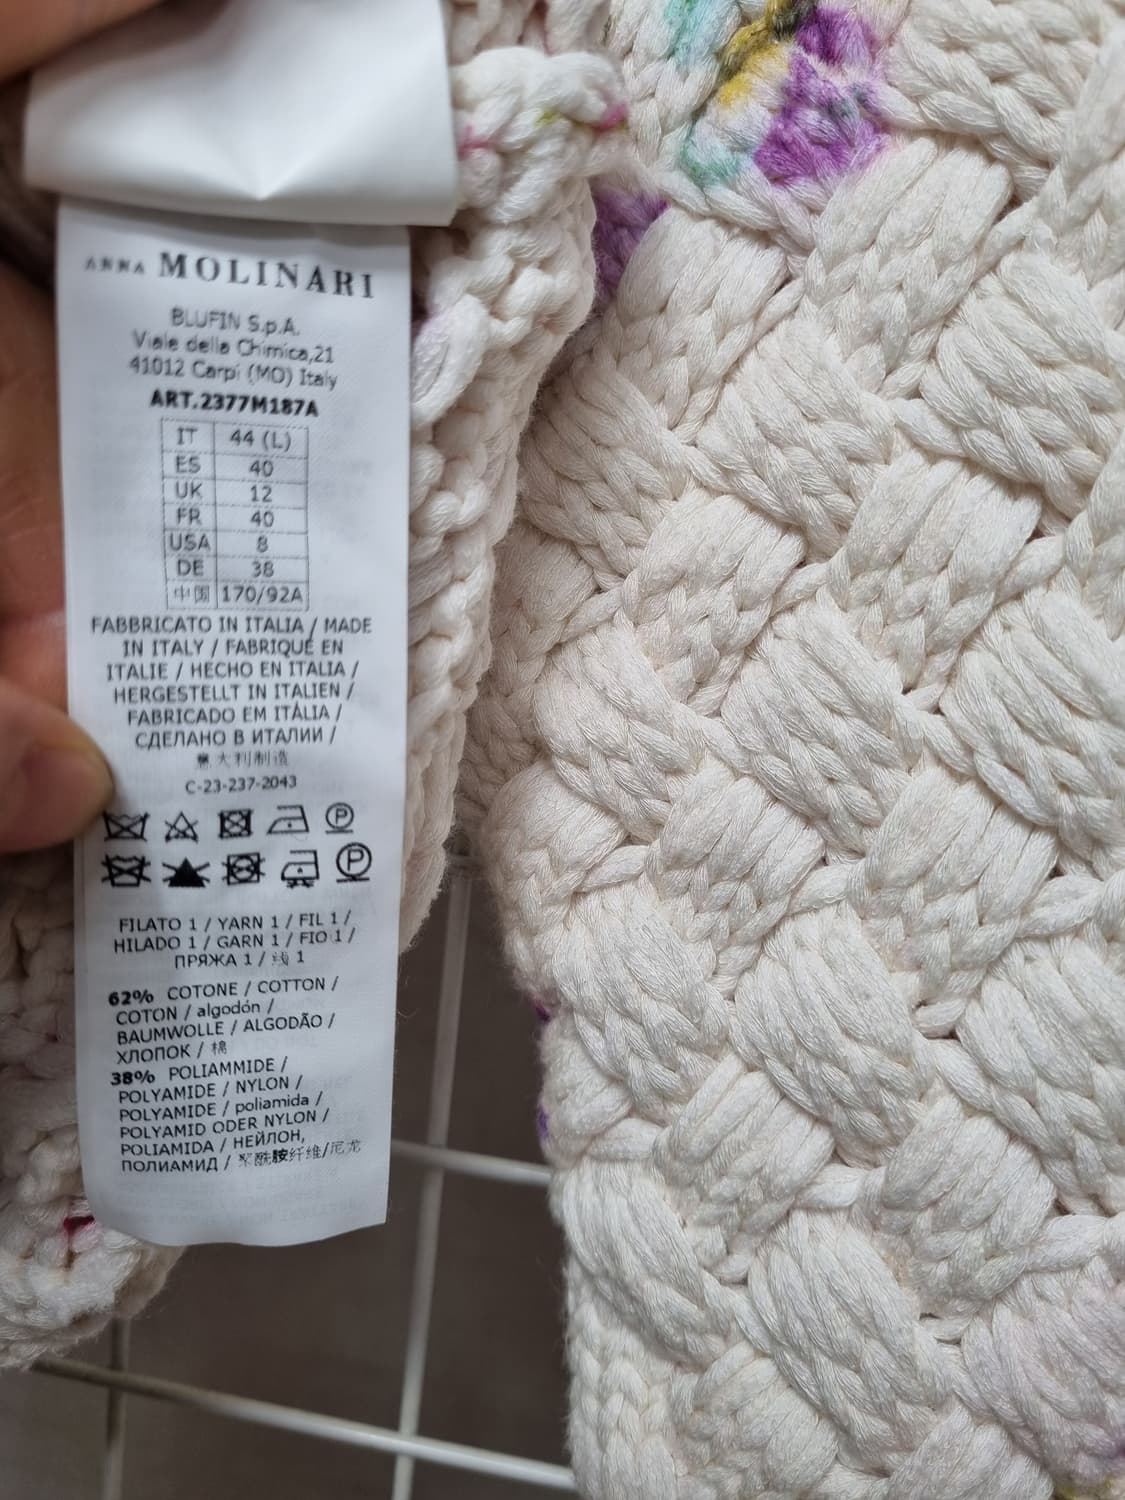 ANNA MOLINARI
BLUFIN S.p.A.
Viale della Chimica,21
41012 Carpi (MO) Italy
ART.2377M187A
IT 44 (L)
ES 40
UK 12
FR 40
USA 8
DE 38
中国 170/92A
FABBRICATO IN ITALIA / MADE
IN ITALY / FABRIQUÉ EN
ITALIE / HECHO EN ITALIA /
HERGESTELLT IN ITALIEN /
FABRICADO EM ITÁLIA /
СДЕЛАНО В ИТАЛИИ /
意大利制造
C-23-237-2043
P
P
FILATO 1 / YARN 1 / FIL 1 /
HILADO 1 / GARN 1 / FIO 1 /
ПРЯЖА 1 / 线 1
62% COTONE / COTTON /
COTON / algodón /
BAUMWOLLE / ALGODÃO /
ХЛОПОК / 棉
38% POLIAMMIDE /
POLYAMIDE / NYLON /
POLYAMIDE / poliamida /
POLYAMID ODER NYLON /
POLIAMIDA / НЕЙЛОН,
ПОЛИАМИД / 聚酰胺纤维/尼龙